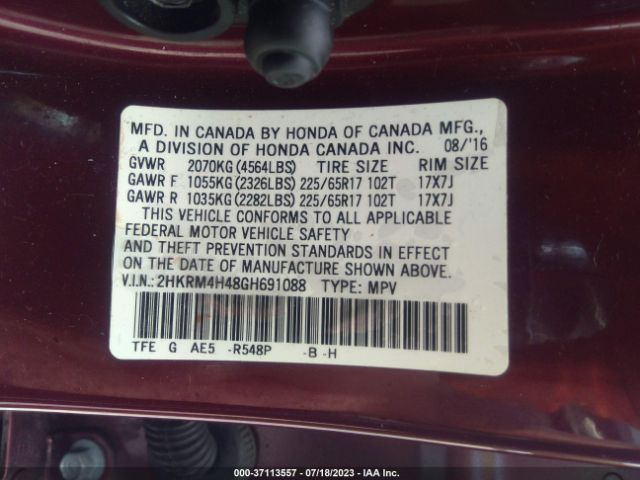 MFD. IN CANADA BY HONDA OF CANADA MFG.,
A DIVISION OF HONDA CANADA INC. 08/'16
GVWR 2070KG (4564LBS) TIRE SIZE RIM SIZE
GAWR F 1055KG (2326LBS) 225/65R17 102T 17X7J
GAWR R 1035KG (2282LBS) 225/65R17 102T 17X7J
THIS VEHICLE CONFORMS TO ALL APPLICABLE
FEDERAL MOTOR VEHICLE SAFETY
AND THEFT PREVENTION STANDARDS IN EFFECT
ON THE DATE OF MANUFACTURE SHOWN ABOVE.
V.I.N.: 2HKRM4H48GH691088 TYPE: MPV
TFE G AE5 -R548P -B -H
000-37113557 - 07/18/2023 - IAA Inc.